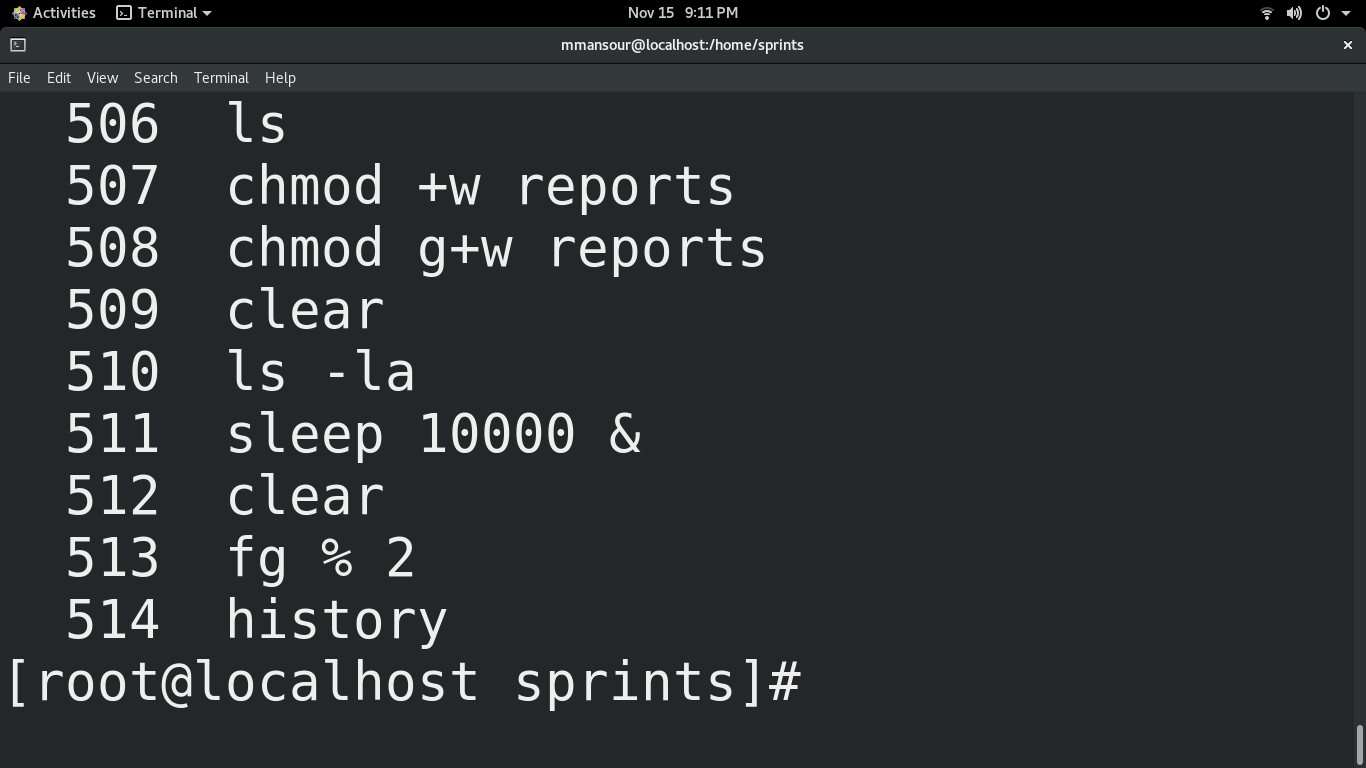 Activities Terminal Nov 15 9:11 PM
mmansour@localhost:/home/sprints
File Edit View Search Terminal Help
506 ls
507 chmod +w reports
508 chmod g+w reports
509 clear
510 ls -la
511 sleep 10000 &
512 clear
513 fg % 2
514 history
[root@localhost sprints]#